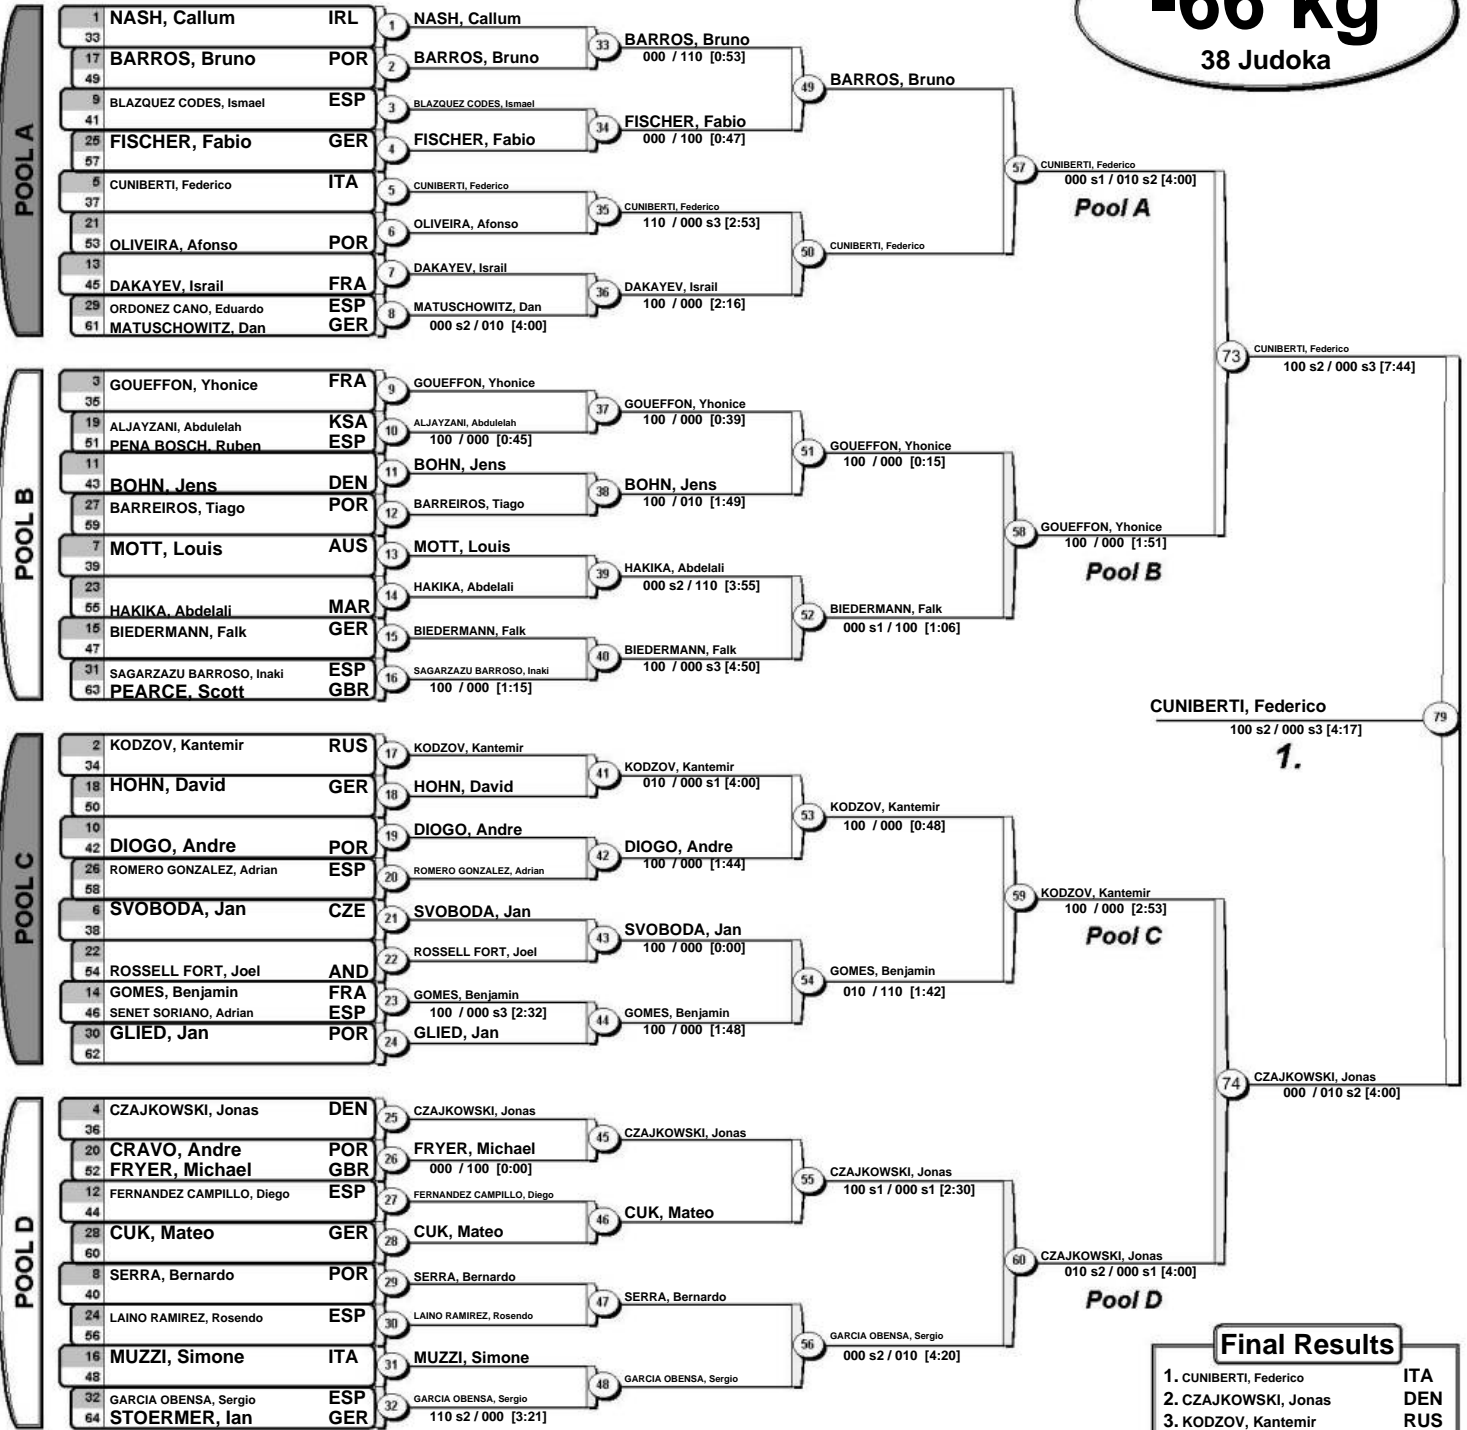 -66 kg
38 Judoka
POOL A
1 NASH, Callum IRL
33
17 BARROS, Bruno POR
49
9 BLAZQUEZ CODES, Ismael ESP
41
25 FISCHER, Fabio GER
57
5 CUNIBERTI, Federico ITA
37
21
53 OLIVEIRA, Afonso POR
13
45 DAKAYEV, Israil FRA
29 ORDONEZ CANO, Eduardo ESP
61 MATUSCHOWITZ, Dan GER
1 NASH, Callum
2 BARROS, Bruno
3 BLAZQUEZ CODES, Ismael
4 FISCHER, Fabio
5 CUNIBERTI, Federico
6 OLIVEIRA, Afonso
7 DAKAYEV, Israil
8 MATUSCHOWITZ, Dan
000 s2 / 010 [4:00]
33 BARROS, Bruno
000 / 110 [0:53]
34 FISCHER, Fabio
000 / 100 [0:47]
35 CUNIBERTI, Federico
110 / 000 s3 [2:53]
36 DAKAYEV, Israil
100 / 000 [2:16]
49 BARROS, Bruno
50 CUNIBERTI, Federico
57 CUNIBERTI, Federico
000 s1 / 010 s2 [4:00]
Pool A
POOL B
3 GOUEFFON, Yhonice FRA
35
19 ALJAYZANI, Abdulelah KSA
51 PENA BOSCH, Ruben ESP
11
43 BOHN, Jens DEN
27 BARREIROS, Tiago POR
59
7 MOTT, Louis AUS
39
23
55 HAKIKA, Abdelali MAR
15 BIEDERMANN, Falk GER
47
31 SAGARZAZU BARROSO, Inaki ESP
63 PEARCE, Scott GBR
9 GOUEFFON, Yhonice
10 ALJAYZANI, Abdulelah
100 / 000 [0:45]
11 BOHN, Jens
12 BARREIROS, Tiago
13 MOTT, Louis
14 HAKIKA, Abdelali
15 BIEDERMANN, Falk
16 SAGARZAZU BARROSO, Inaki
100 / 000 [1:15]
37 GOUEFFON, Yhonice
100 / 000 [0:39]
38 BOHN, Jens
100 / 010 [1:49]
39 HAKIKA, Abdelali
000 s2 / 110 [3:55]
40 BIEDERMANN, Falk
100 / 000 s3 [4:50]
51 GOUEFFON, Yhonice
100 / 000 [0:15]
52 BIEDERMANN, Falk
000 s1 / 100 [1:06]
58 GOUEFFON, Yhonice
100 / 000 [1:51]
Pool B
73 CUNIBERTI, Federico
100 s2 / 000 s3 [7:44]
CUNIBERTI, Federico 79
100 s2 / 000 s3 [4:17]
1.
POOL C
2 KODZOV, Kantemir RUS
34
18 HOHN, David GER
50
10
42 DIOGO, Andre POR
26 ROMERO GONZALEZ, Adrian ESP
58
6 SVOBODA, Jan CZE
38
22
54 ROSSELL FORT, Joel AND
14 GOMES, Benjamin FRA
46 SENET SORIANO, Adrian ESP
30 GLIED, Jan POR
62
17 KODZOV, Kantemir
18 HOHN, David
19 DIOGO, Andre
20 ROMERO GONZALEZ, Adrian
21 SVOBODA, Jan
22 ROSSELL FORT, Joel
23 GOMES, Benjamin
100 / 000 s3 [2:32]
24 GLIED, Jan
41 KODZOV, Kantemir
010 / 000 s1 [4:00]
42 DIOGO, Andre
100 / 000 [1:44]
43 SVOBODA, Jan
100 / 000 [0:00]
44 GOMES, Benjamin
100 / 000 [1:48]
53 KODZOV, Kantemir
100 / 000 [0:48]
54 GOMES, Benjamin
010 / 110 [1:42]
59 KODZOV, Kantemir
100 / 000 [2:53]
Pool C
74 CZAJKOWSKI, Jonas
000 / 010 s2 [4:00]
POOL D
4 CZAJKOWSKI, Jonas DEN
36
20 CRAVO, Andre POR
52 FRYER, Michael GBR
12 FERNANDEZ CAMPILLO, Diego ESP
44
28 CUK, Mateo GER
60
8 SERRA, Bernardo POR
40
24 LAINO RAMIREZ, Rosendo ESP
56
16 MUZZI, Simone ITA
48
32 GARCIA OBENSA, Sergio ESP
64 STOERMER, Ian GER
25 CZAJKOWSKI, Jonas
26 FRYER, Michael
000 / 100 [0:00]
27 FERNANDEZ CAMPILLO, Diego
28 CUK, Mateo
29 SERRA, Bernardo
30 LAINO RAMIREZ, Rosendo
31 MUZZI, Simone
32 GARCIA OBENSA, Sergio
110 s2 / 000 [3:21]
45 CZAJKOWSKI, Jonas
46 CUK, Mateo
47 SERRA, Bernardo
48 GARCIA OBENSA, Sergio
55 CZAJKOWSKI, Jonas
100 s1 / 000 s1 [2:30]
56 GARCIA OBENSA, Sergio
000 s2 / 010 [4:20]
60 CZAJKOWSKI, Jonas
010 s2 / 000 s1 [4:00]
Pool D
Final Results
1. CUNIBERTI, Federico ITA
2. CZAJKOWSKI, Jonas DEN
3. KODZOV, Kantemir RUS